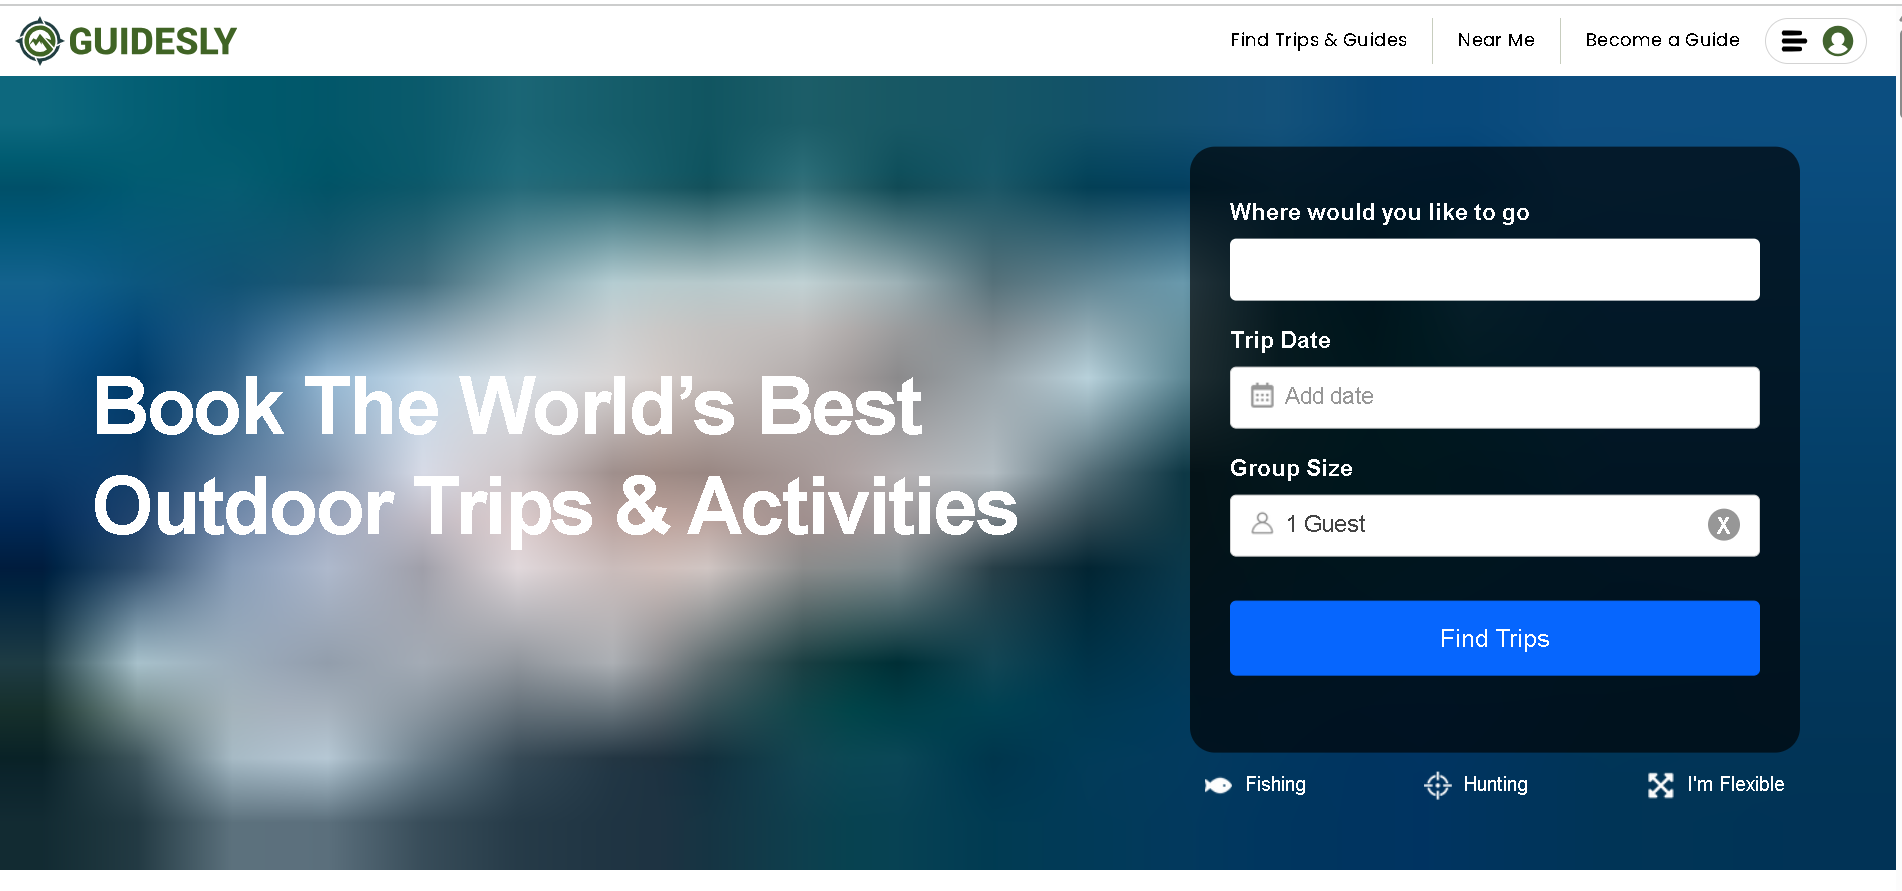 GUIDESLY
Find Trips & Guides
Near Me
Become a Guide
Book The World’s Best
Outdoor Trips & Activities
Where would you like to go
Trip Date
Add date
Group Size
1 Guest
X
Find Trips
Fishing
Hunting
I'm Flexible